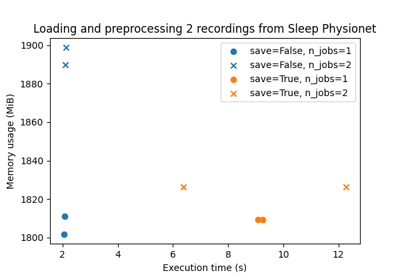 Loading and preprocessing 2 recordings from Sleep Physionet
1900
1880
1860
1840
1820
1800
Memory usage (MiB)
save=False, n_jobs=1
save=False, n_jobs=2
save=True, n_jobs=1
save=True, n_jobs=2
2 4 6 8 10 12
Execution time (s)